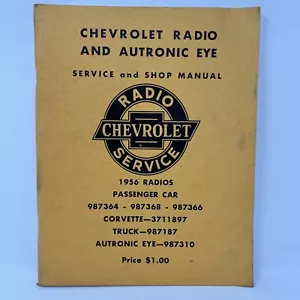 CHEVROLET RADIO
AND AUTRONIC EYE
SERVICE and SHOP MANUAL
RADIO
CHEVROLET
SERVICE
1956 RADIOS
PASSENGER CAR
987364 - 987368 - 987366
CORVETTE—3711897
TRUCK—987187
AUTRONIC EYE—987310
Price $1.00